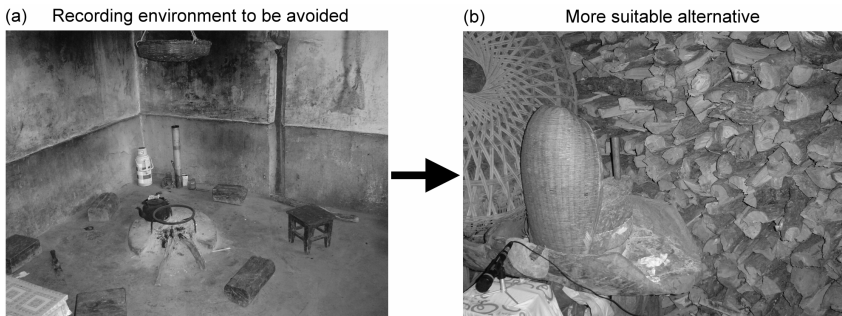 (a) Recording environment to be avoided
(b) More suitable alternative